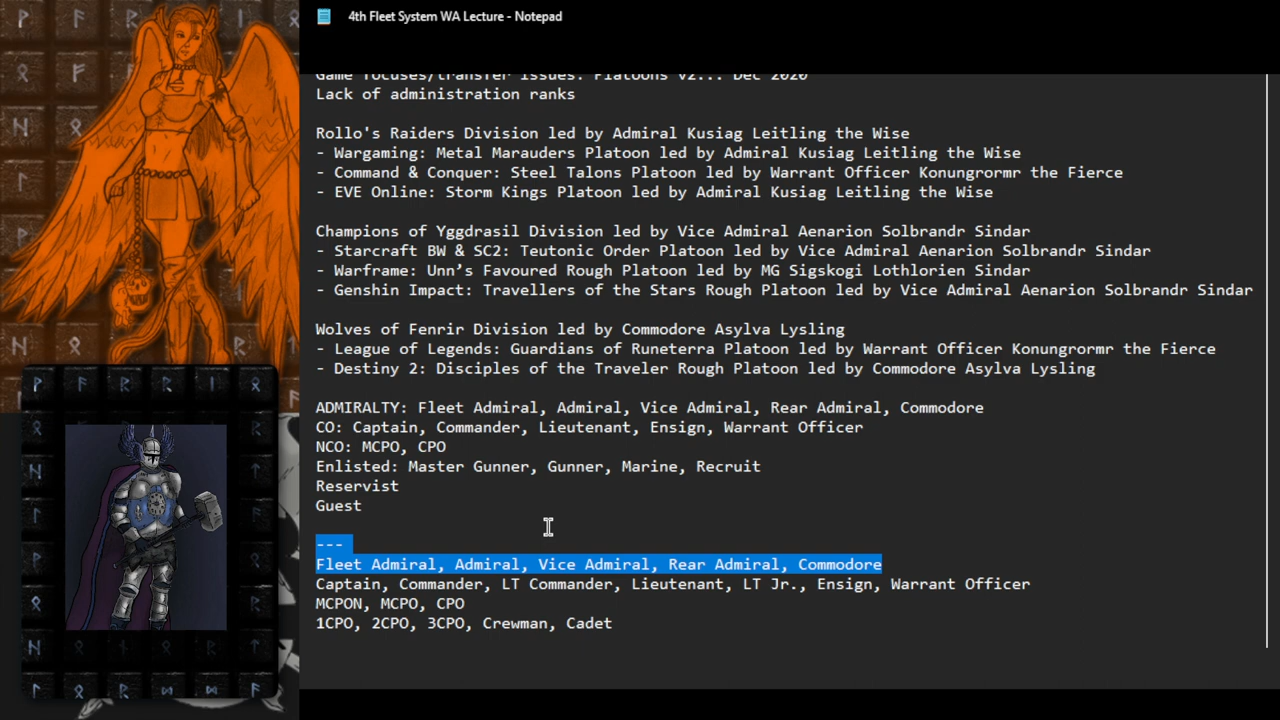 4th Fleet System WA Lecture - Notepad
Game focuses/transfer issues. Platoons v2... Dec 2020
Lack of administration ranks
Rollo's Raiders Division led by Admiral Kusiag Leitling the Wise
- Wargaming: Metal Marauders Platoon led by Admiral Kusiag Leitling the Wise
- Command & Conquer: Steel Talons Platoon led by Warrant Officer Konungrormr the Fierce
- EVE Online: Storm Kings Platoon led by Admiral Kusiag Leitling the Wise
Champions of Yggdrasil Division led by Vice Admiral Aenarion Solbrandr Sindar
- Starcraft BW & SC2: Teutonic Order Platoon led by Vice Admiral Aenarion Solbrandr Sindar
- Warframe: Unn’s Favoured Rough Platoon led by MG Sigskogi Lothlorien Sindar
- Genshin Impact: Travellers of the Stars Rough Platoon led by Vice Admiral Aenarion Solbrandr Sindar
Wolves of Fenrir Division led by Commodore Asylva Lysling
- League of Legends: Guardians of Runeterra Platoon led by Warrant Officer Konungrormr the Fierce
- Destiny 2: Disciples of the Traveler Rough Platoon led by Commodore Asylva Lysling
ADMIRALTY: Fleet Admiral, Admiral, Vice Admiral, Rear Admiral, Commodore
CO: Captain, Commander, Lieutenant, Ensign, Warrant Officer
NCO: MCPO, CPO
Enlisted: Master Gunner, Gunner, Marine, Recruit
Reservist
Guest
---
Fleet Admiral, Admiral, Vice Admiral, Rear Admiral, Commodore
Captain, Commander, LT Commander, Lieutenant, LT Jr., Ensign, Warrant Officer
MCPON, MCPO, CPO
1CPO, 2CPO, 3CPO, Crewman, Cadet